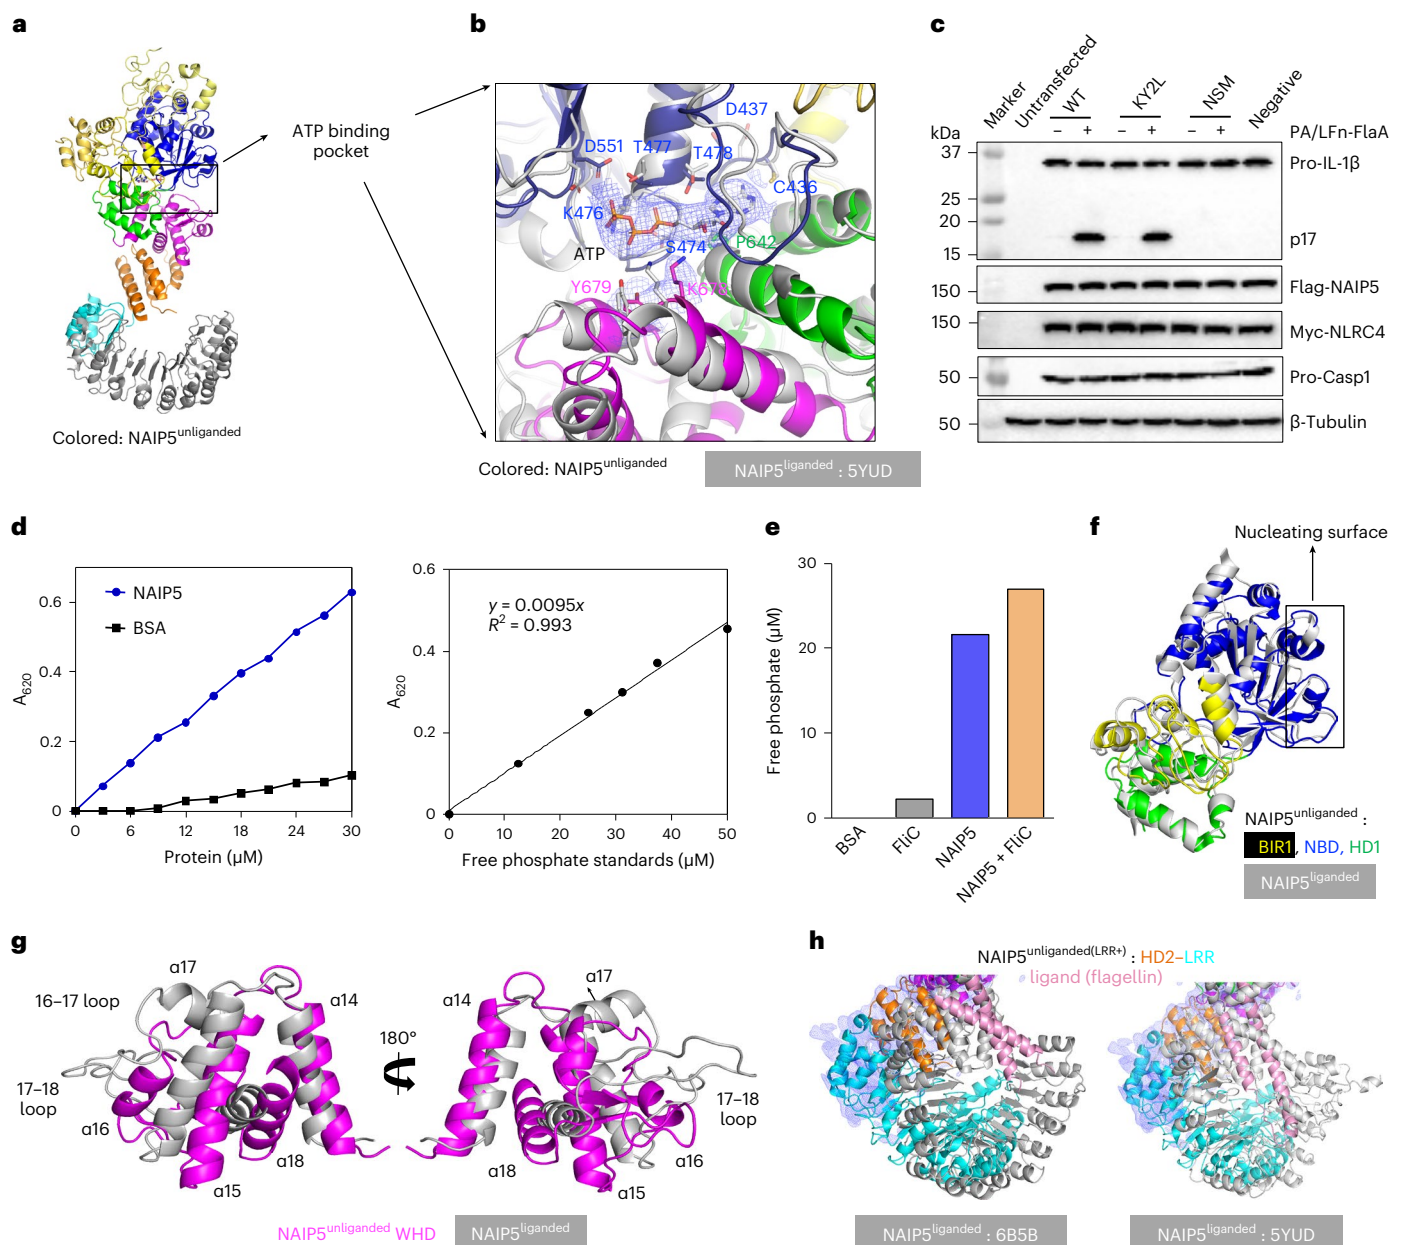 a
ATP binding
pocket
Colored: NAIP5unliganded
b
D437
D551
T477
T478
C436
K476
ATP
S474
P642
Y679
Colored: NAIP5unliganded
NAIP5liganded : 5YUD
c
Marker
Untransfected
WT
KY2L
NSM
Negative
kDa
– + – + – +
PA/LFn-FlaA
37
Pro-IL-1β
25
20
p17
15
150
Flag-NAIP5
150
Myc-NLRC4
50
Pro-Casp1
50
β-Tubulin
d
NAIP5
BSA
A620
0.6
0.4
0.2
0
0 6 12 18 24 30
Protein (μM)
y = 0.0095x
R2 = 0.993
A620
0.6
0.4
0.2
0
0 10 20 30 40 50
Free phosphate standards (μM)
e
Free phosphate (μM)
30
20
10
0
BSA
FliC
NAIP5
NAIP5 + FliC
f
Nucleating surface
NAIP5unliganded :
BIR1, NBD, HD1
NAIP5liganded
g
α17
16–17 loop
α14
17–18
loop
α16
α18
α15
180°
α17
α14
17–18
loop
α16
α18
α15
NAIP5unliganded WHD
NAIP5liganded
h
NAIP5unliganded(LRR+) : HD2–LRR
ligand (flagellin)
NAIP5liganded : 6B5B
NAIP5liganded : 5YUD